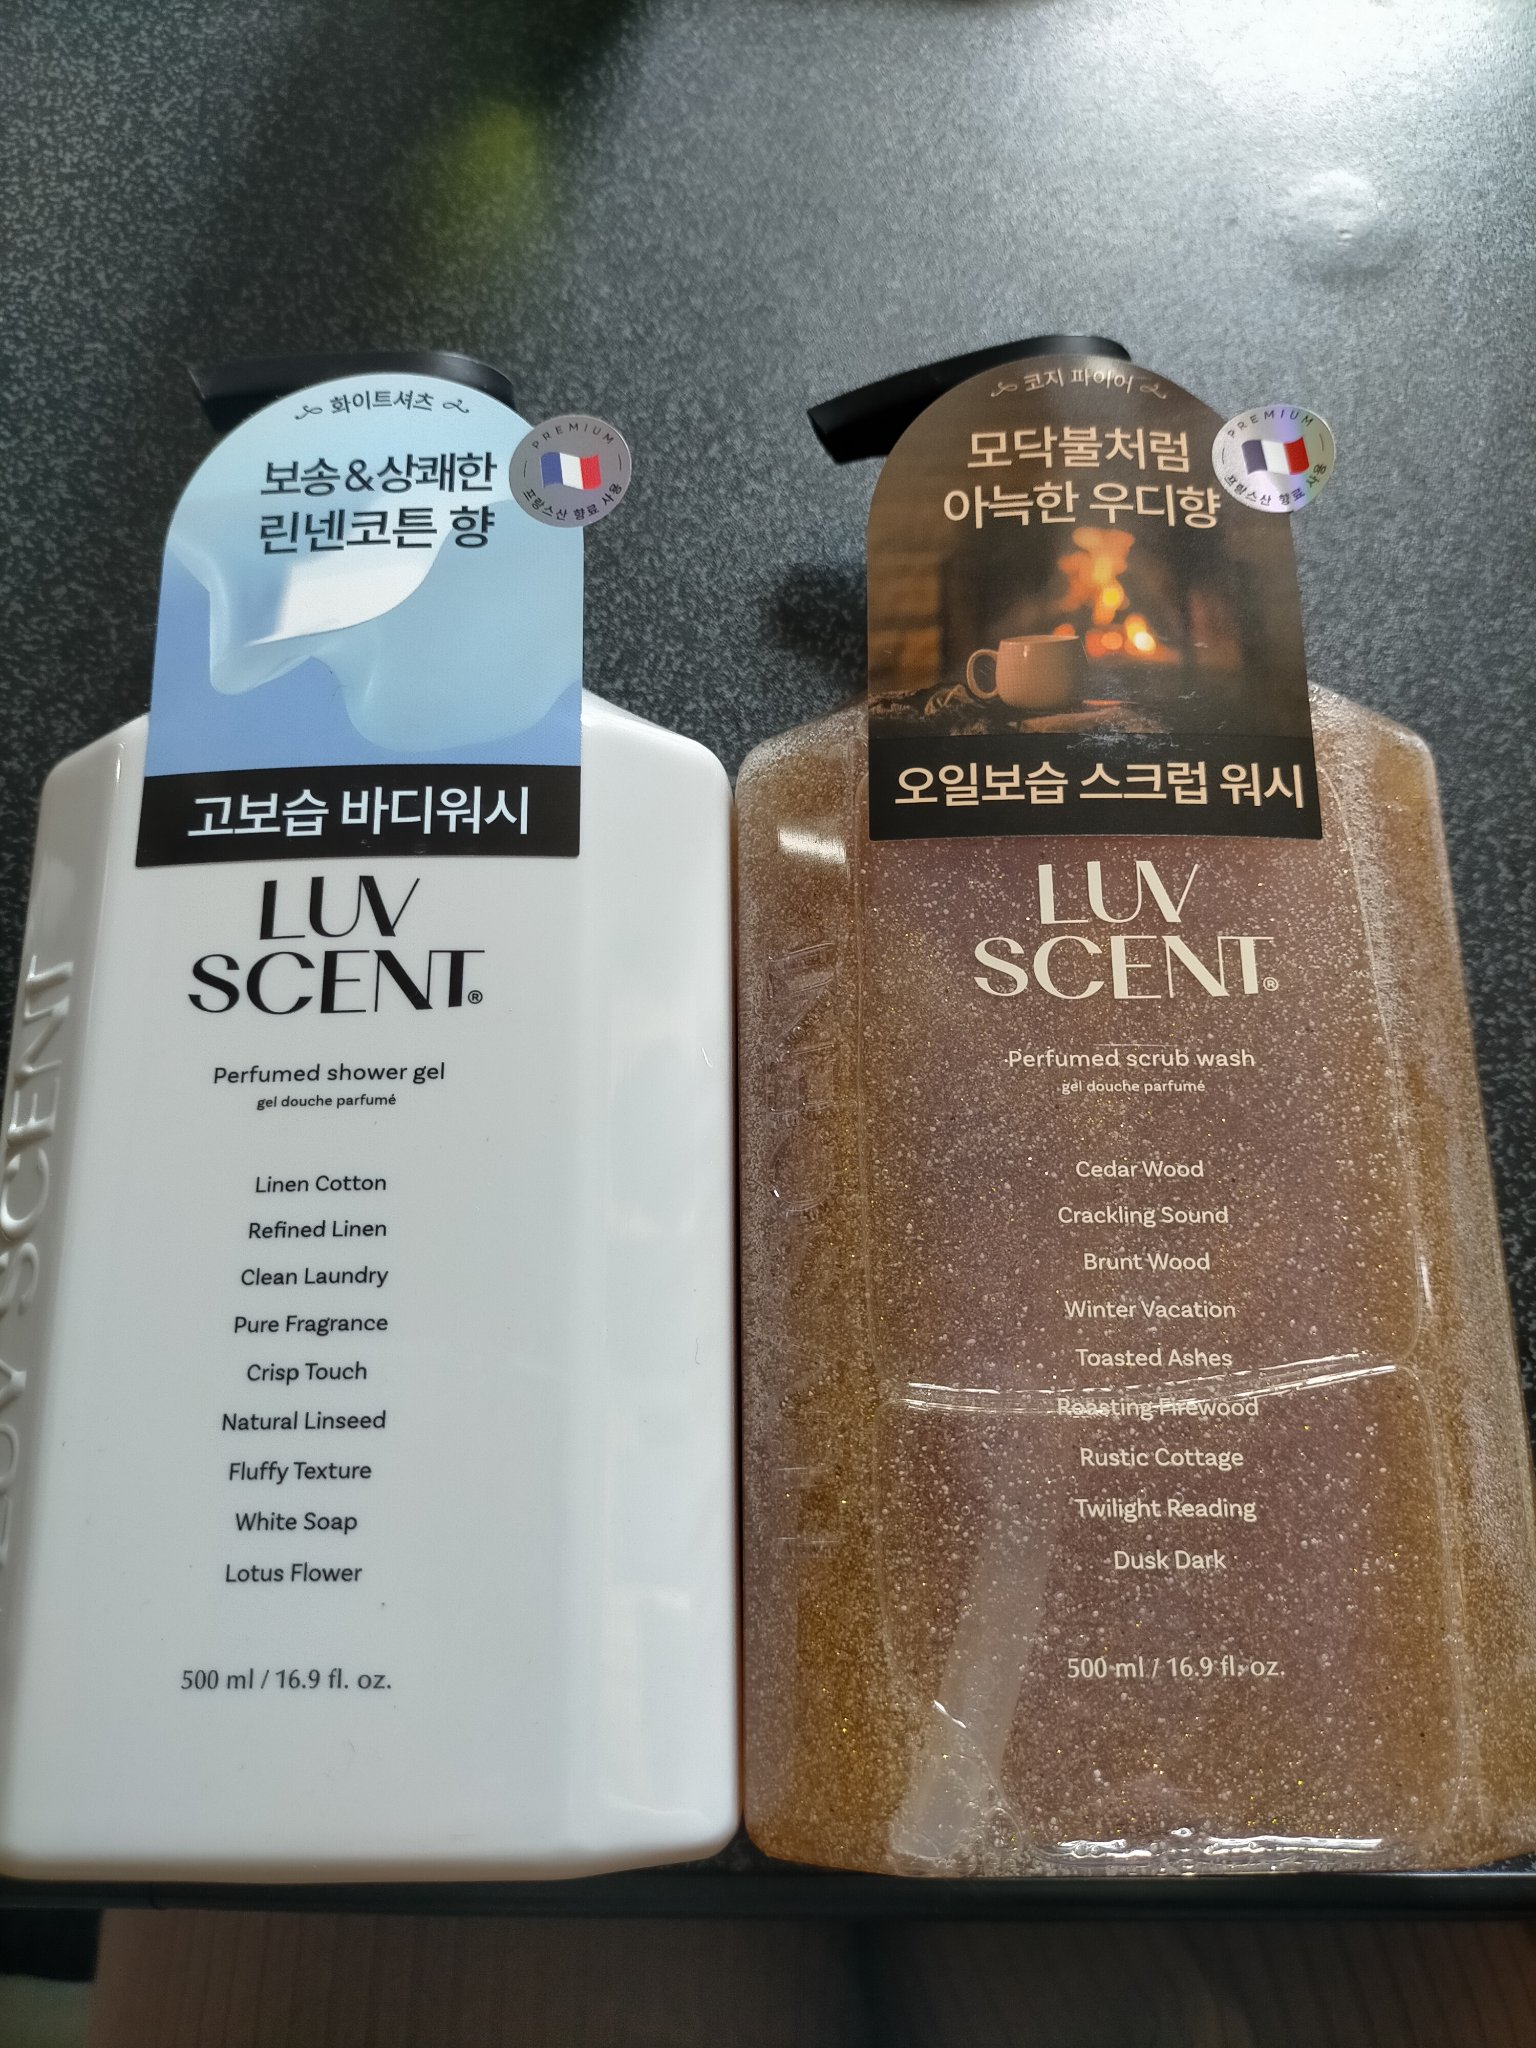 화이트셔츠
보송&상쾌한
린넨코튼 향
PREMIUM
프랑스산 향료 사용
고보습 바디워시
LUV
SCENT®
Perfumed shower gel
gel douche parfumé
Linen Cotton
Refined Linen
Clean Laundry
Pure Fragrance
Crisp Touch
Natural Linseed
Fluffy Texture
White Soap
Lotus Flower
500 ml / 16.9 fl. oz.
LUV SCENT
코지 파이어
모닥불처럼
아늑한 우디향
PREMIUM
프랑스산 향료 사용
오일보습 스크럽 워시
LUV
SCENT®
Perfumed scrub wash
gel douche parfumé
Cedar Wood
Crackling Sound
Brunt Wood
Winter Vacation
Toasted Ashes
Roasting Firewood
Rustic Cottage
Twilight Reading
Dusk Dark
500 ml / 16.9 fl. oz.